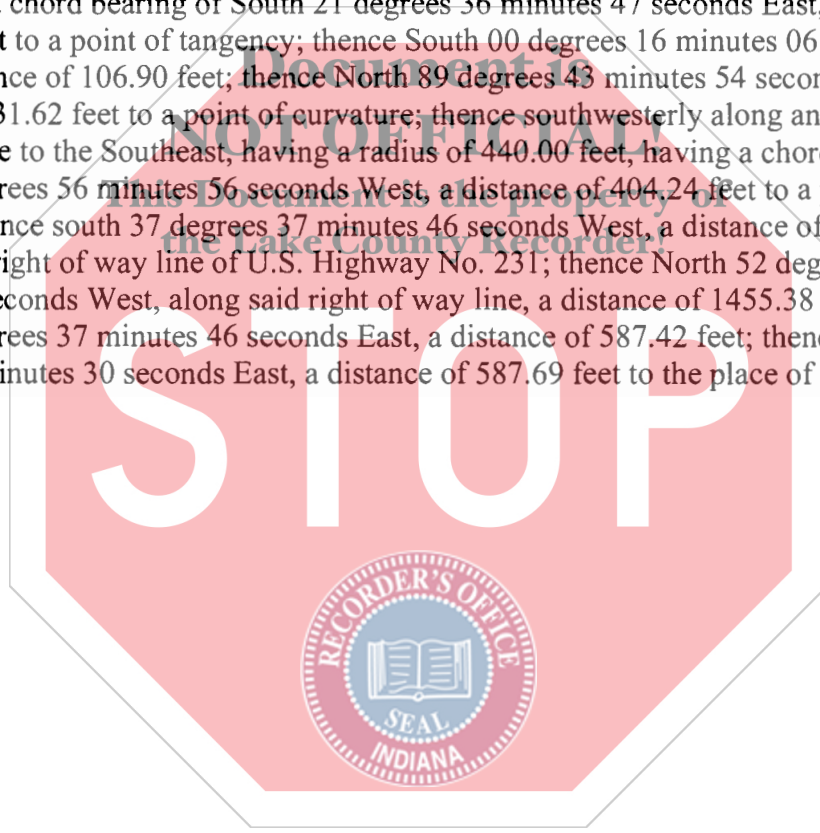 chord bearing of South 21 degrees 36 minutes 47 seconds East,
t to a point of tangency; thence South 00 degrees 16 minutes 06
nce of 106.90 feet; thence North 89 degrees 43 minutes 54 secon
31.62 feet to a point of curvature; thence southwesterly along an
e to the Southeast, having a radius of 440.00 feet, having a chor
rees 56 minutes 56 seconds West, a distance of 404.24 feet to a
nce south 37 degrees 37 minutes 46 seconds West, a distance of
right of way line of U.S. Highway No. 231; thence North 52 deg
econds West, along said right of way line, a distance of 1455.38
rees 37 minutes 46 seconds East, a distance of 587.42 feet; thenc
inutes 30 seconds East, a distance of 587.69 feet to the place of
Document is
NOT OFFICIAL!
This Document is the property of
the Lake County Recorder!
STOP
RECORDER'S OFFICE
SEAL
INDIANA